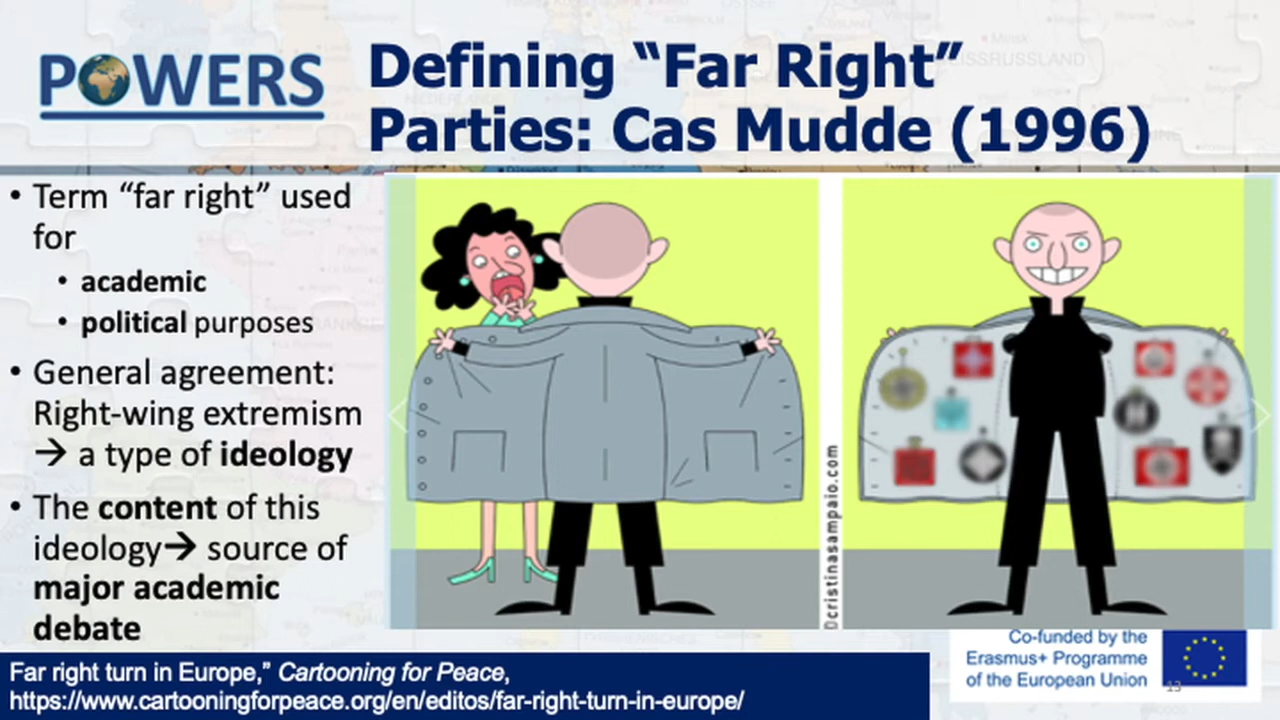 POWERS
Defining “Far Right”
Parties: Cas Mudde (1996)
• Term “far right” used
for
• academic
• political purposes
• General agreement:
Right-wing extremism
→ a type of ideology
• The content of this
ideology→ source of
major academic
debate
cristinasampaio.com
Far right turn in Europe,” Cartooning for Peace,
https://www.cartooningforpeace.org/en/editos/far-right-turn-in-europe/
Co-funded by the
Erasmus+ Programme
of the European Union
13